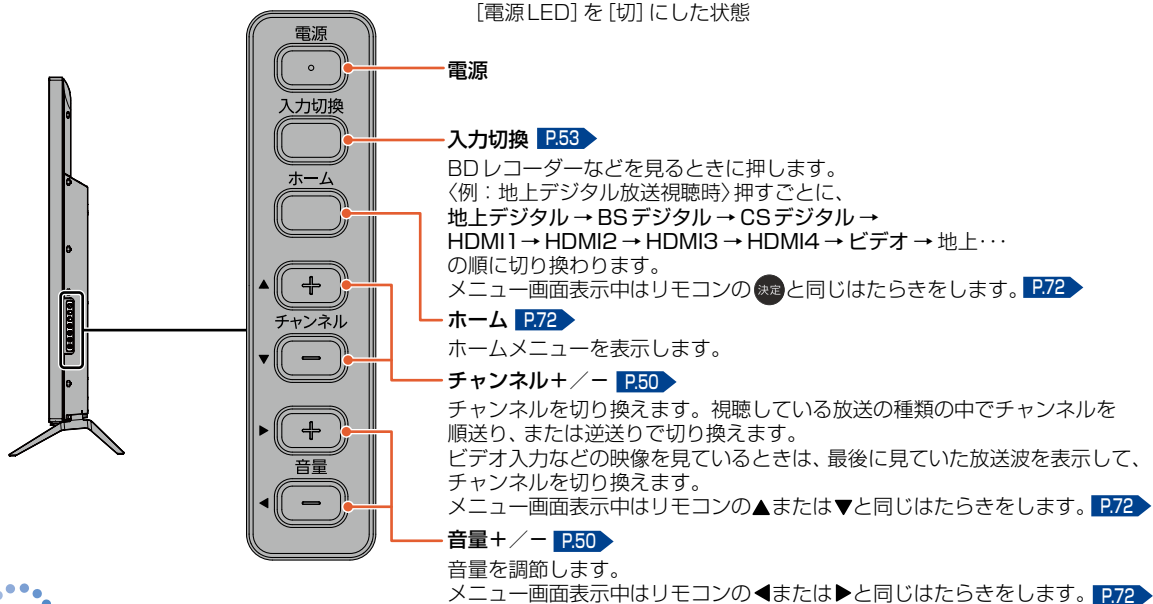 [電源LED]を[切]にした状態
電源
入力切換
ホーム
▲
+
チャンネル
▼
−
▶
+
音量
◀
−
電源
入力切換 P.53
BDレコーダーなどを見るときに押します。
〈例：地上デジタル放送視聴時〉押すごとに、
地上デジタル → BSデジタル → CSデジタル →
HDMI1 → HDMI2 → HDMI3 → HDMI4 → ビデオ → 地上･･･
の順に切り換わります。
メニュー画面表示中はリモコンの決定と同じはたらきをします。 P.72
ホーム P.72
ホームメニューを表示します。
チャンネル＋／− P.50
チャンネルを切り換えます。視聴している放送の種類の中でチャンネルを
順送り、または逆送りで切り換えます。
ビデオ入力などの映像を見ているときは、最後に見ていた放送波を表示して、
チャンネルを切り換えます。
メニュー画面表示中はリモコンの▲または▼と同じはたらきをします。 P.72
音量＋／− P.50
音量を調節します。
メニュー画面表示中はリモコンの◀または▶と同じはたらきをします。 P.72